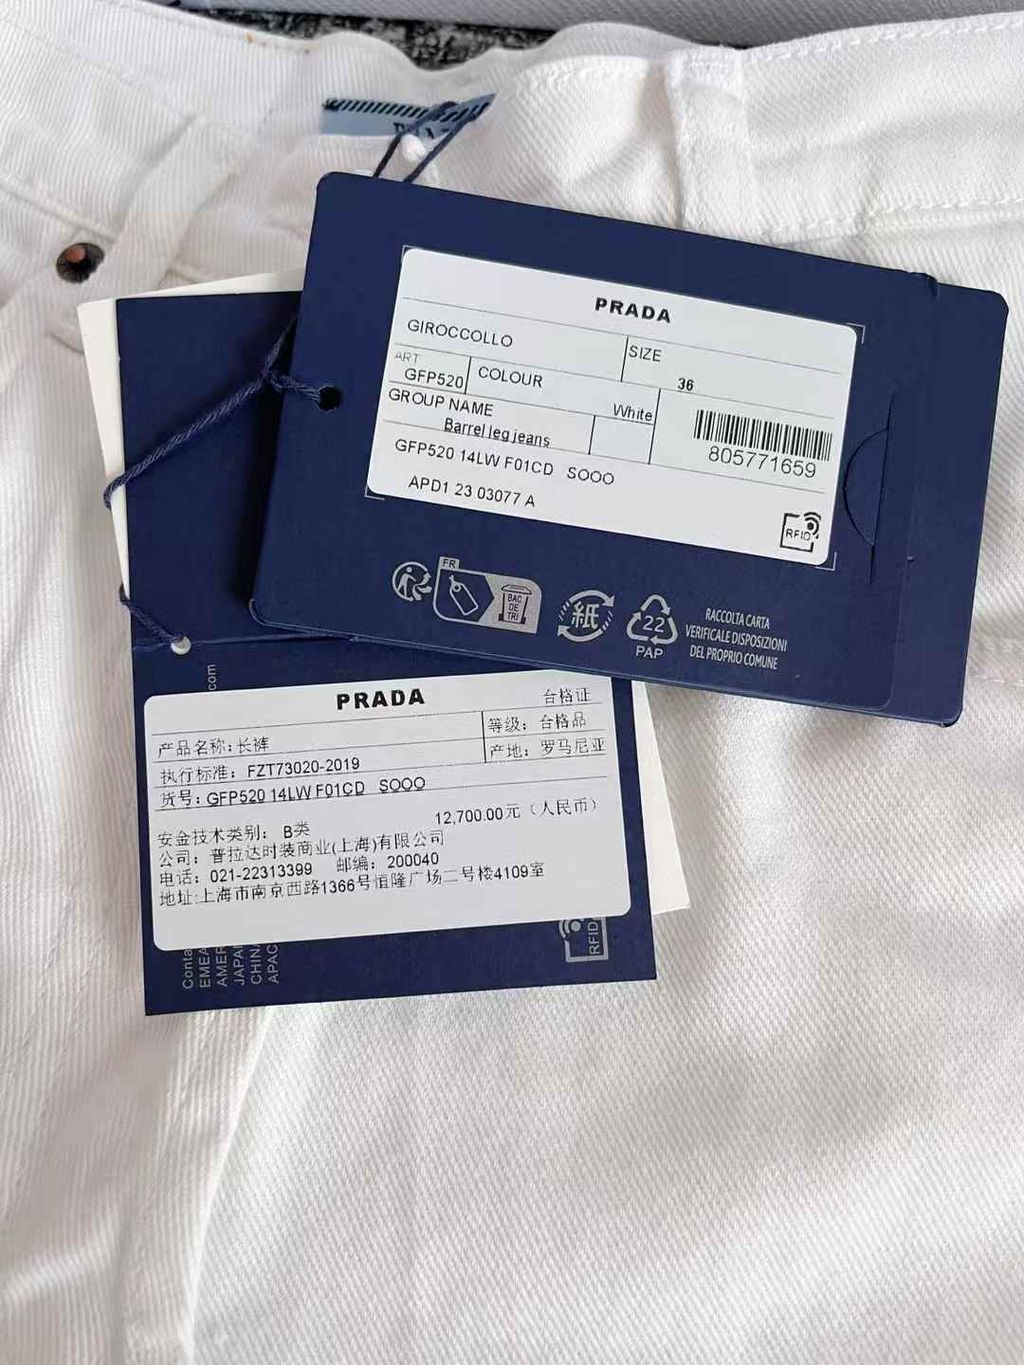 PRADA
GIROCCOLLO
SIZE
36
ART
GFP520
COLOUR
White
GROUP NAME
Barrel leg jeans
805771659
GFP520 14LW F01CD SOOO
APD1 23 03077 A
RFID
FR
BAC
DE
TRI
紙
22
PAP
RACCOLTA CARTA
VERIFICALE DISPOSIZIONI
DEL PROPRIO COMUNE
PRADA
合格证
产品名称: 长裤
等级: 合格品
执行标准: FZT73020-2019
产地: 罗马尼亚
货号: GFP520 14LW F01CD SOOO
12,700.00元（人民币）
安全技术类别: B类
公司: 普拉达时装商业(上海)有限公司
电话: 021-22313399 邮编: 200040
地址:上海市南京西路1366号恒隆广场二号楼4109室
RFID
.com
EMEA
CHINA
APAC